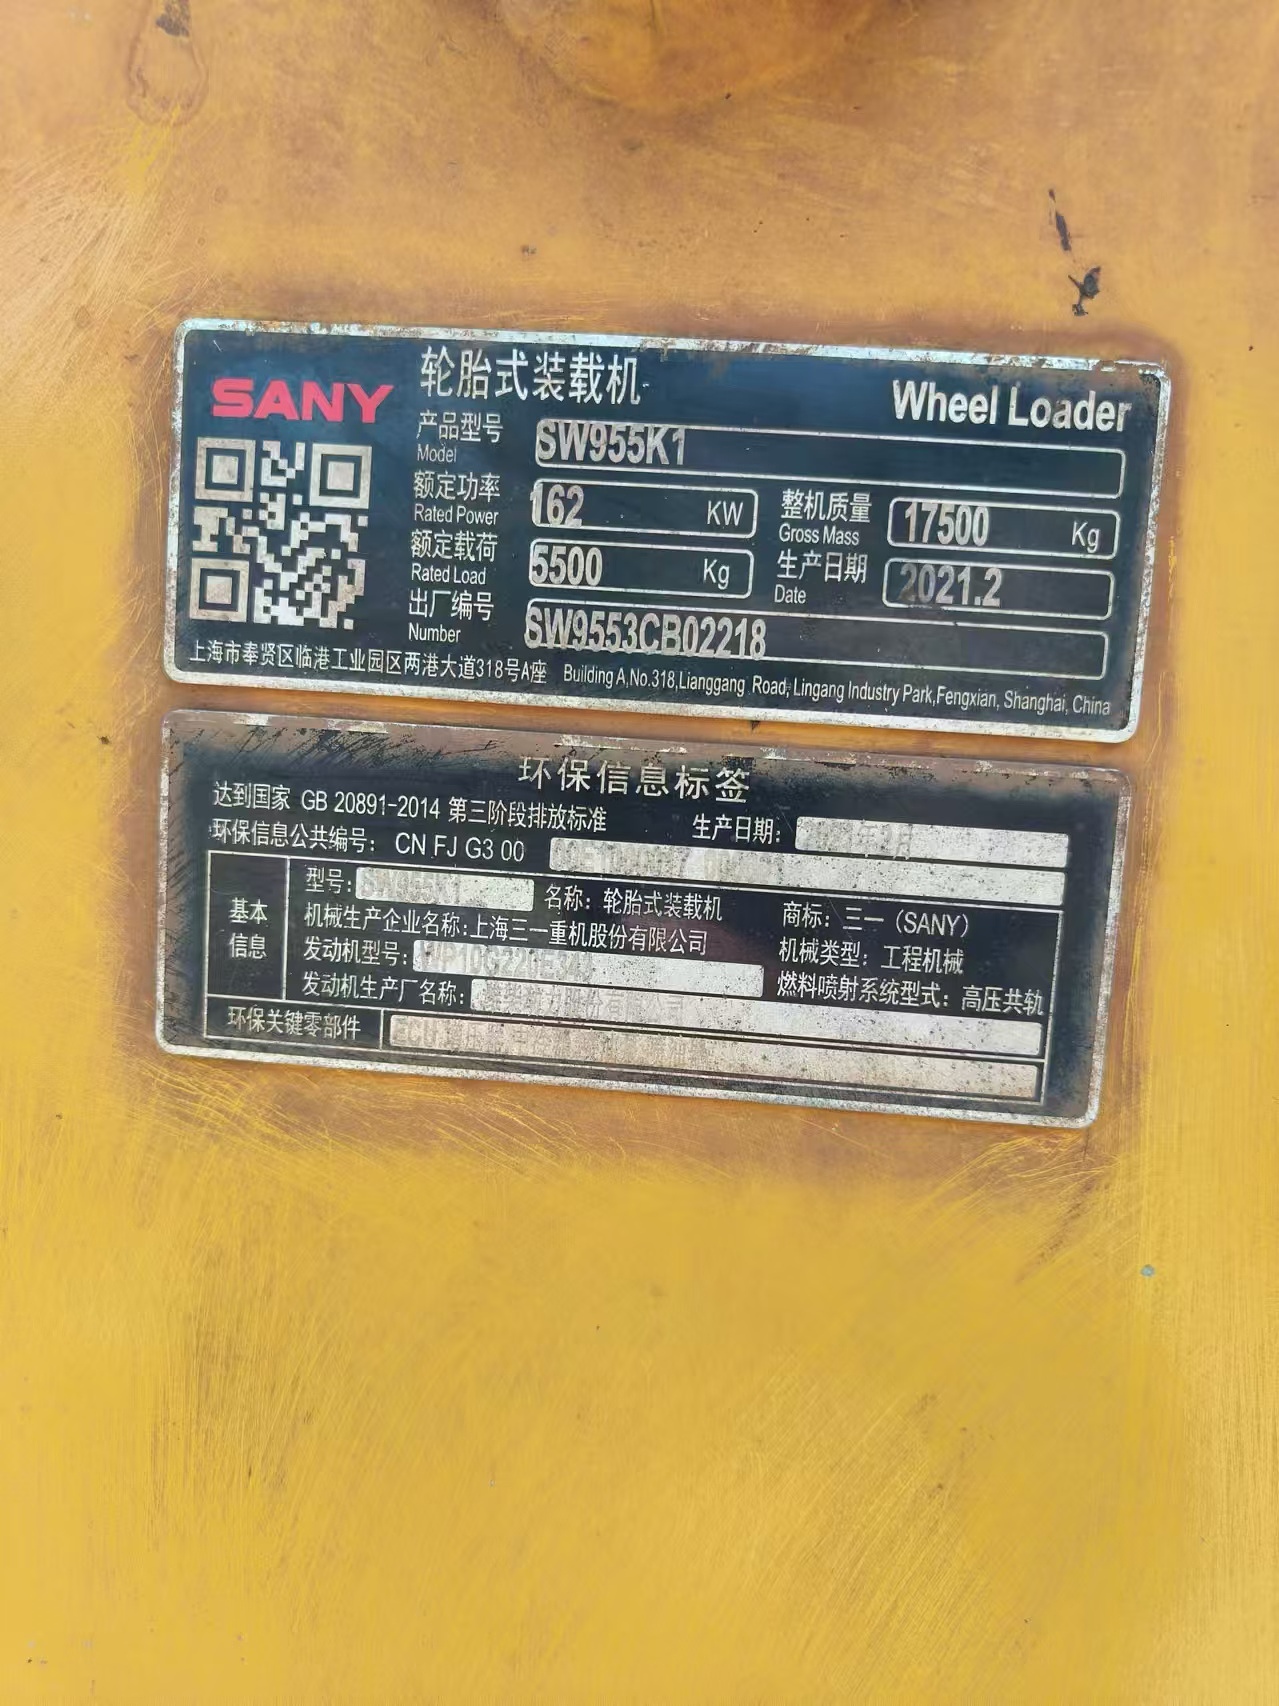 SANY
轮胎式装载机
Wheel Loader
产品型号 SW955K1
Model
额定功率 162 KW 整机质量 17500 Kg
Rated Power Gross Mass
额定载荷 5500 Kg 生产日期 2021.2
Rated Load Date
出厂编号 SW9553CB02218
Number
上海市奉贤区临港工业园区两港大道318号A座 Building A,No.318,Lianggang Road, Lingang Industry Park,Fengxian, Shanghai, China
环保信息标签
达到国家 GB 20891-2014 第三阶段排放标准 生产日期:
环保信息公共编号: CN FJ G3 00
基本信息
型号: SW955K1 名称: 轮胎式装载机 商标: 三一 (SANY)
机械生产企业名称:上海三一重机股份有限公司 机械类型: 工程机械
发动机型号: 燃料喷射系统型式: 高压共轨
发动机生产厂名称:
环保关键零部件